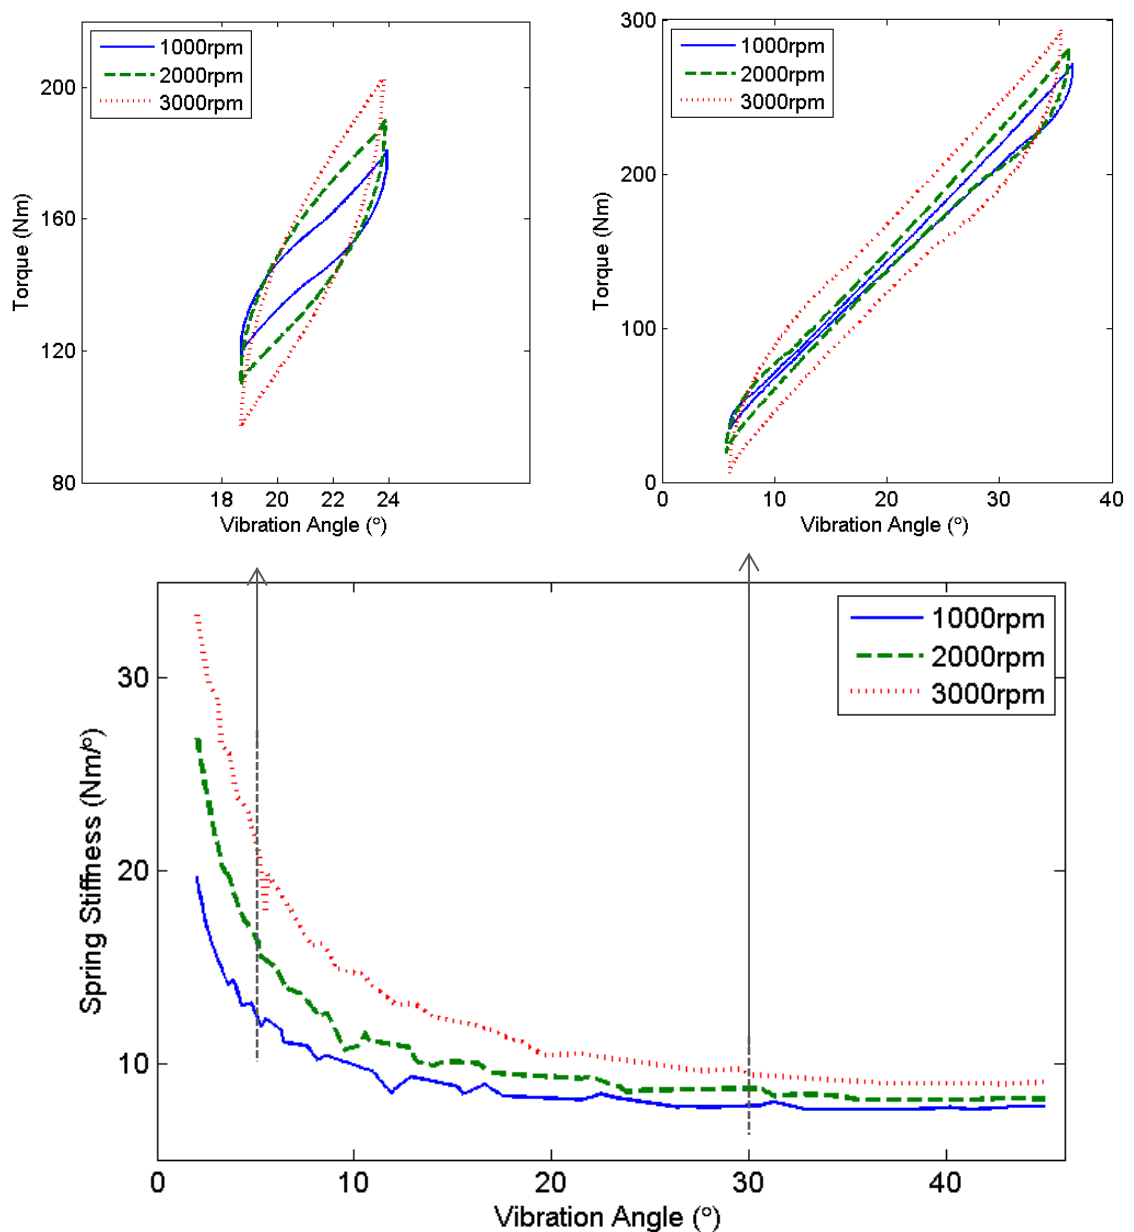 1000rpm
2000rpm
3000rpm
200
160
120
80
18 20 22 24
Torque (Nm)
Vibration Angle (°)
1000rpm
2000rpm
3000rpm
300
200
100
0
0 10 20 30 40
Torque (Nm)
Vibration Angle (°)
1000rpm
2000rpm
3000rpm
30
20
10
0 10 20 30 40
Spring Stiffness (Nm/°)
Vibration Angle (°)